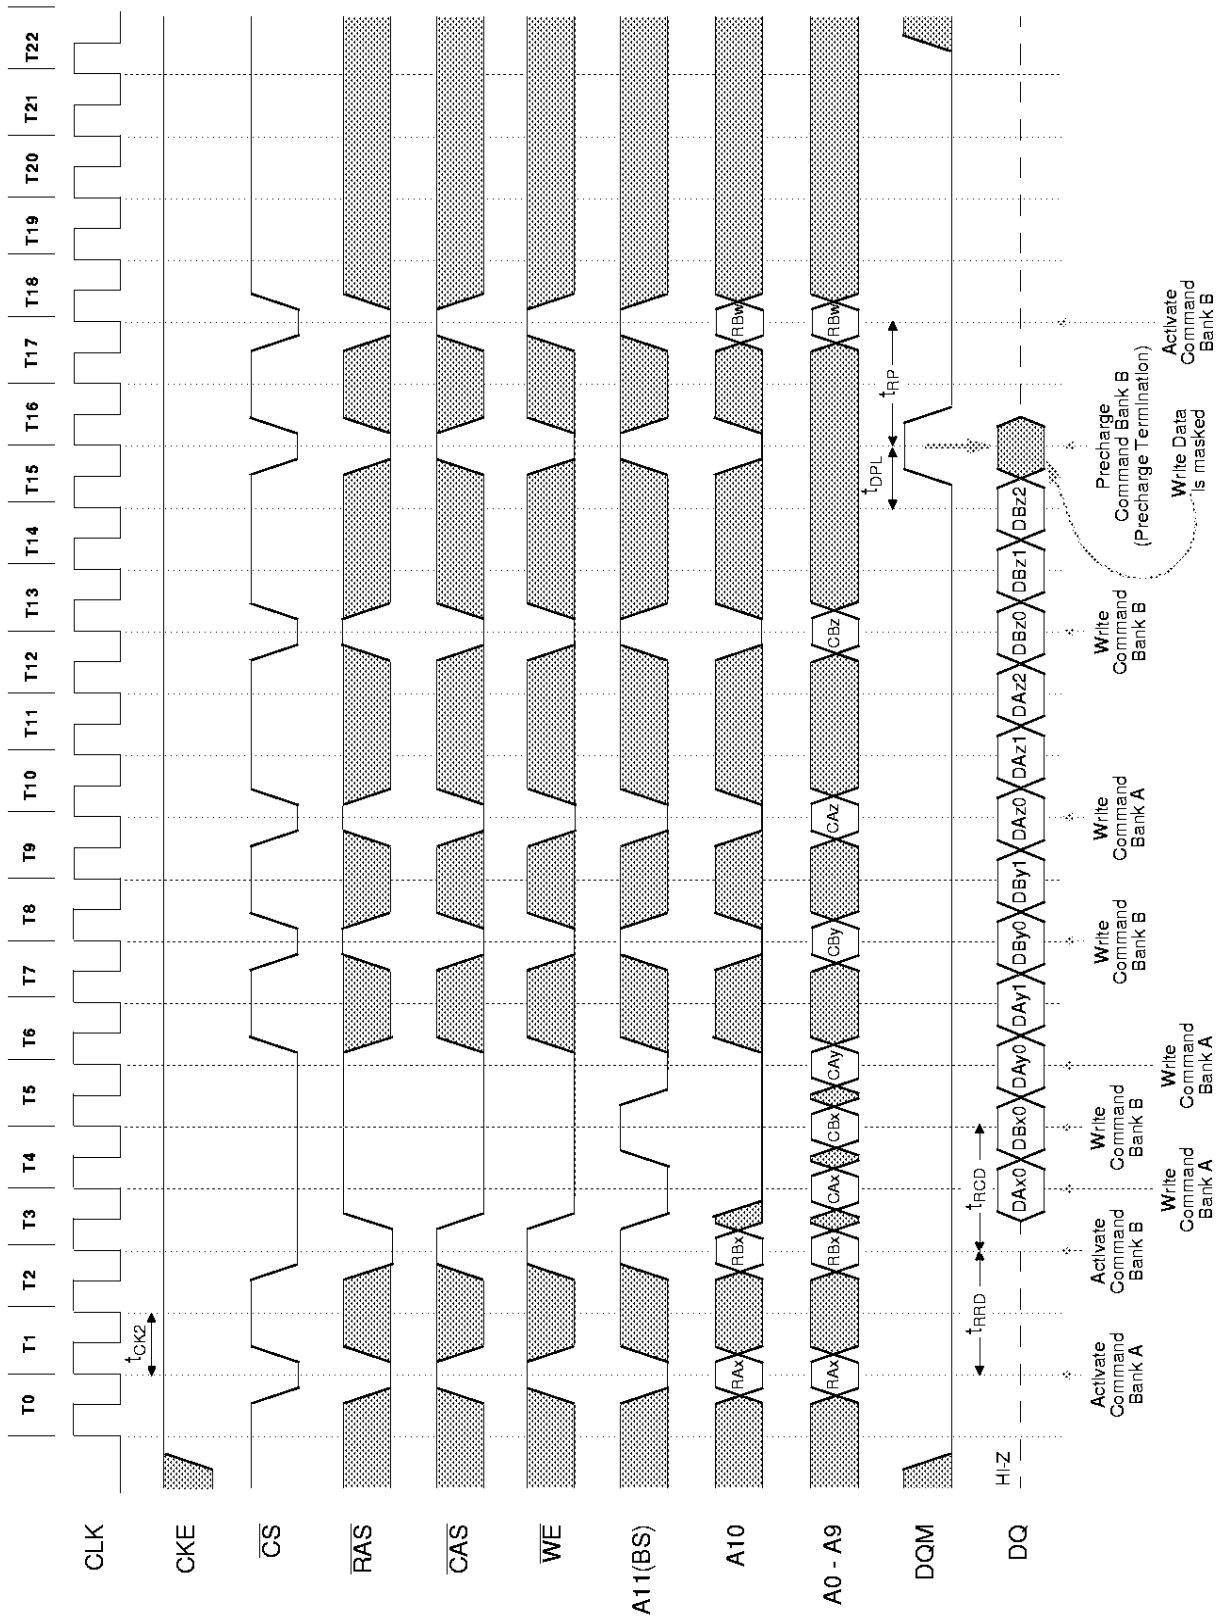 T0 T1 T2 T3 T4 T5 T6 T7 T8 T9 T10 T11 T12 T13 T14 T15 T16 T17 T18 T19 T20 T21 T22
CLK
tCK2
CKE
CS
RAS
CAS
WE
A11(BS)
A10
RAx RBx RBw
A0 - A9
RAx RBx CAx CBx CAy CBy CAz CBz RBw
DQM
tDPL tRP
tRRD tRCD
DQ
HI-Z
DAx0 DBx0 DAy0 DAy1 DBy0 DBy1 DAz0 DAz1 DAz2 DBz0 DBz1 DBz2
Activate
Command
Bank A
Activate
Command
Bank B
Write
Command
Bank A
Write
Command
Bank B
Write
Command
Bank A
Write
Command
Bank B
Write
Command
Bank A
Write
Command
Bank B
Precharge
Command Bank B
(Precharge Termination)
Write Data
is masked
Activate
Command
Bank B